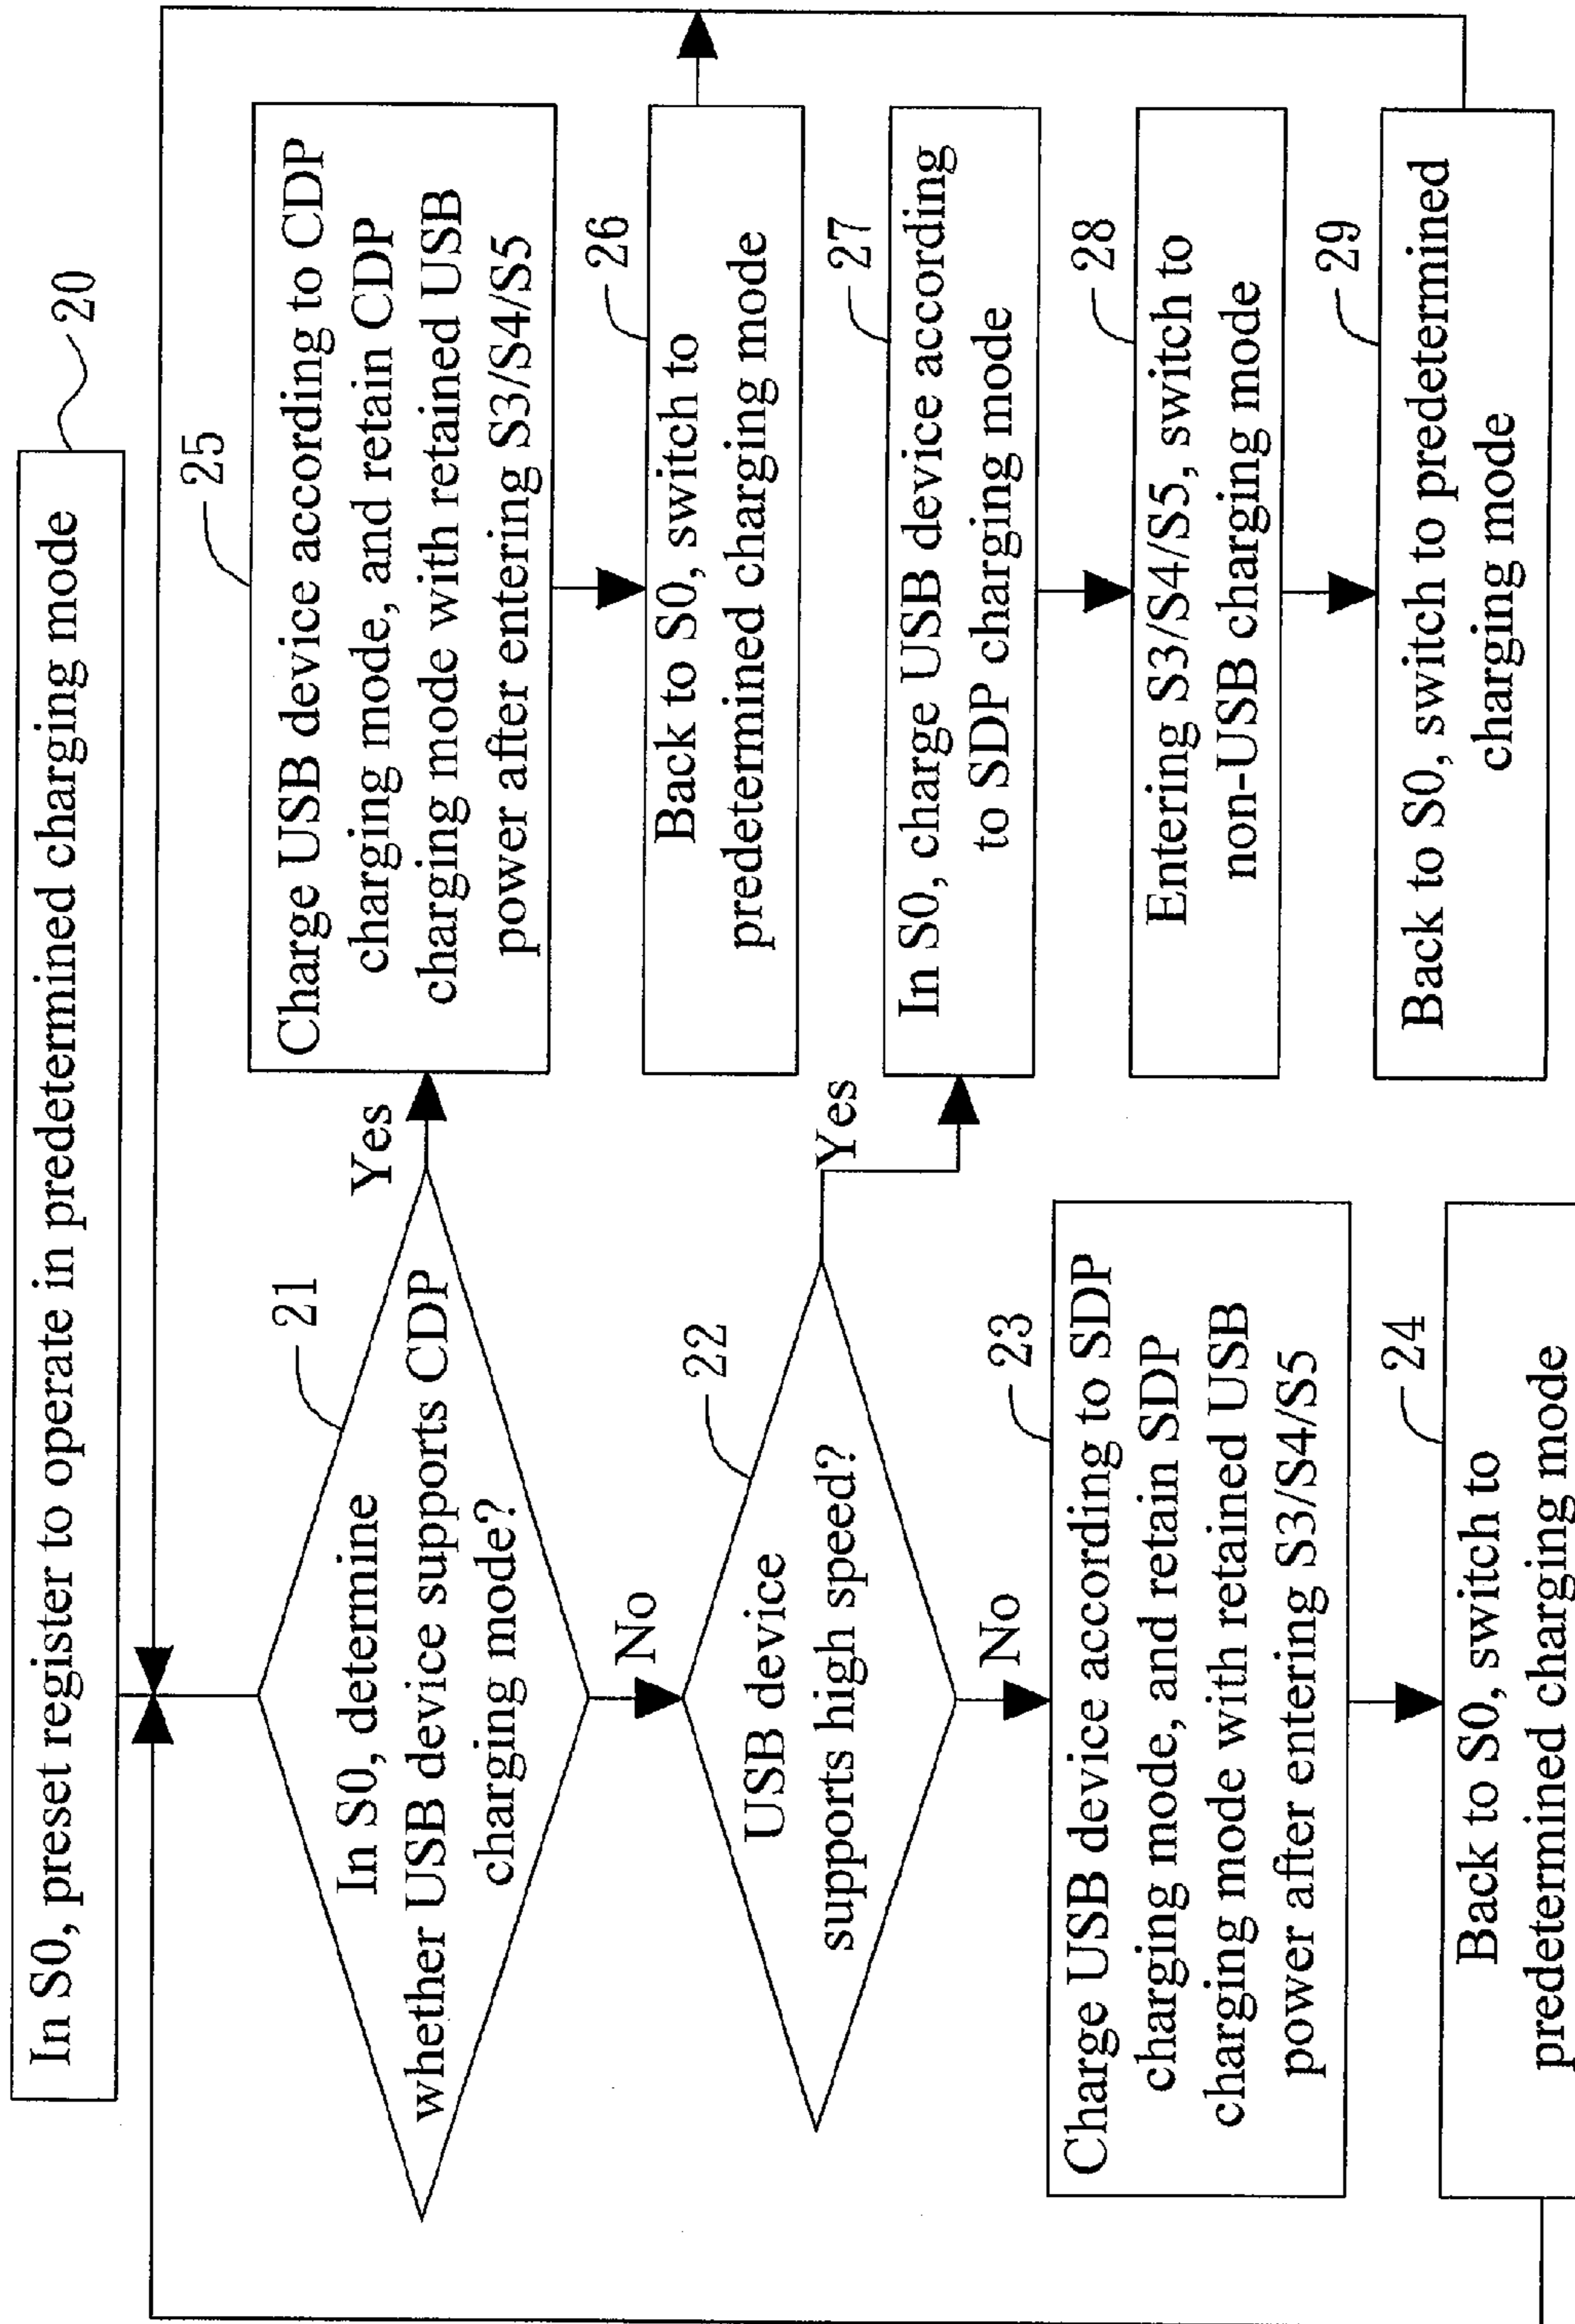 In S0, preset register to operate in predetermined charging mode
20
21
In S0, determine
whether USB device supports CDP
charging mode?
Yes
No
22
USB device
supports high speed?
Yes
No
23
Charge USB device according to SDP
charging mode, and retain SDP
charging mode with retained USB
power after entering S3/S4/S5
24
Back to S0, switch to
predetermined charging mode
25
Charge USB device according to CDP
charging mode, and retain CDP
charging mode with retained USB
power after entering S3/S4/S5
26
Back to S0, switch to
predetermined charging mode
27
In S0, charge USB device according
to SDP charging mode
28
Entering S3/S4/S5, switch to
non-USB charging mode
29
Back to S0, switch to predetermined
charging mode